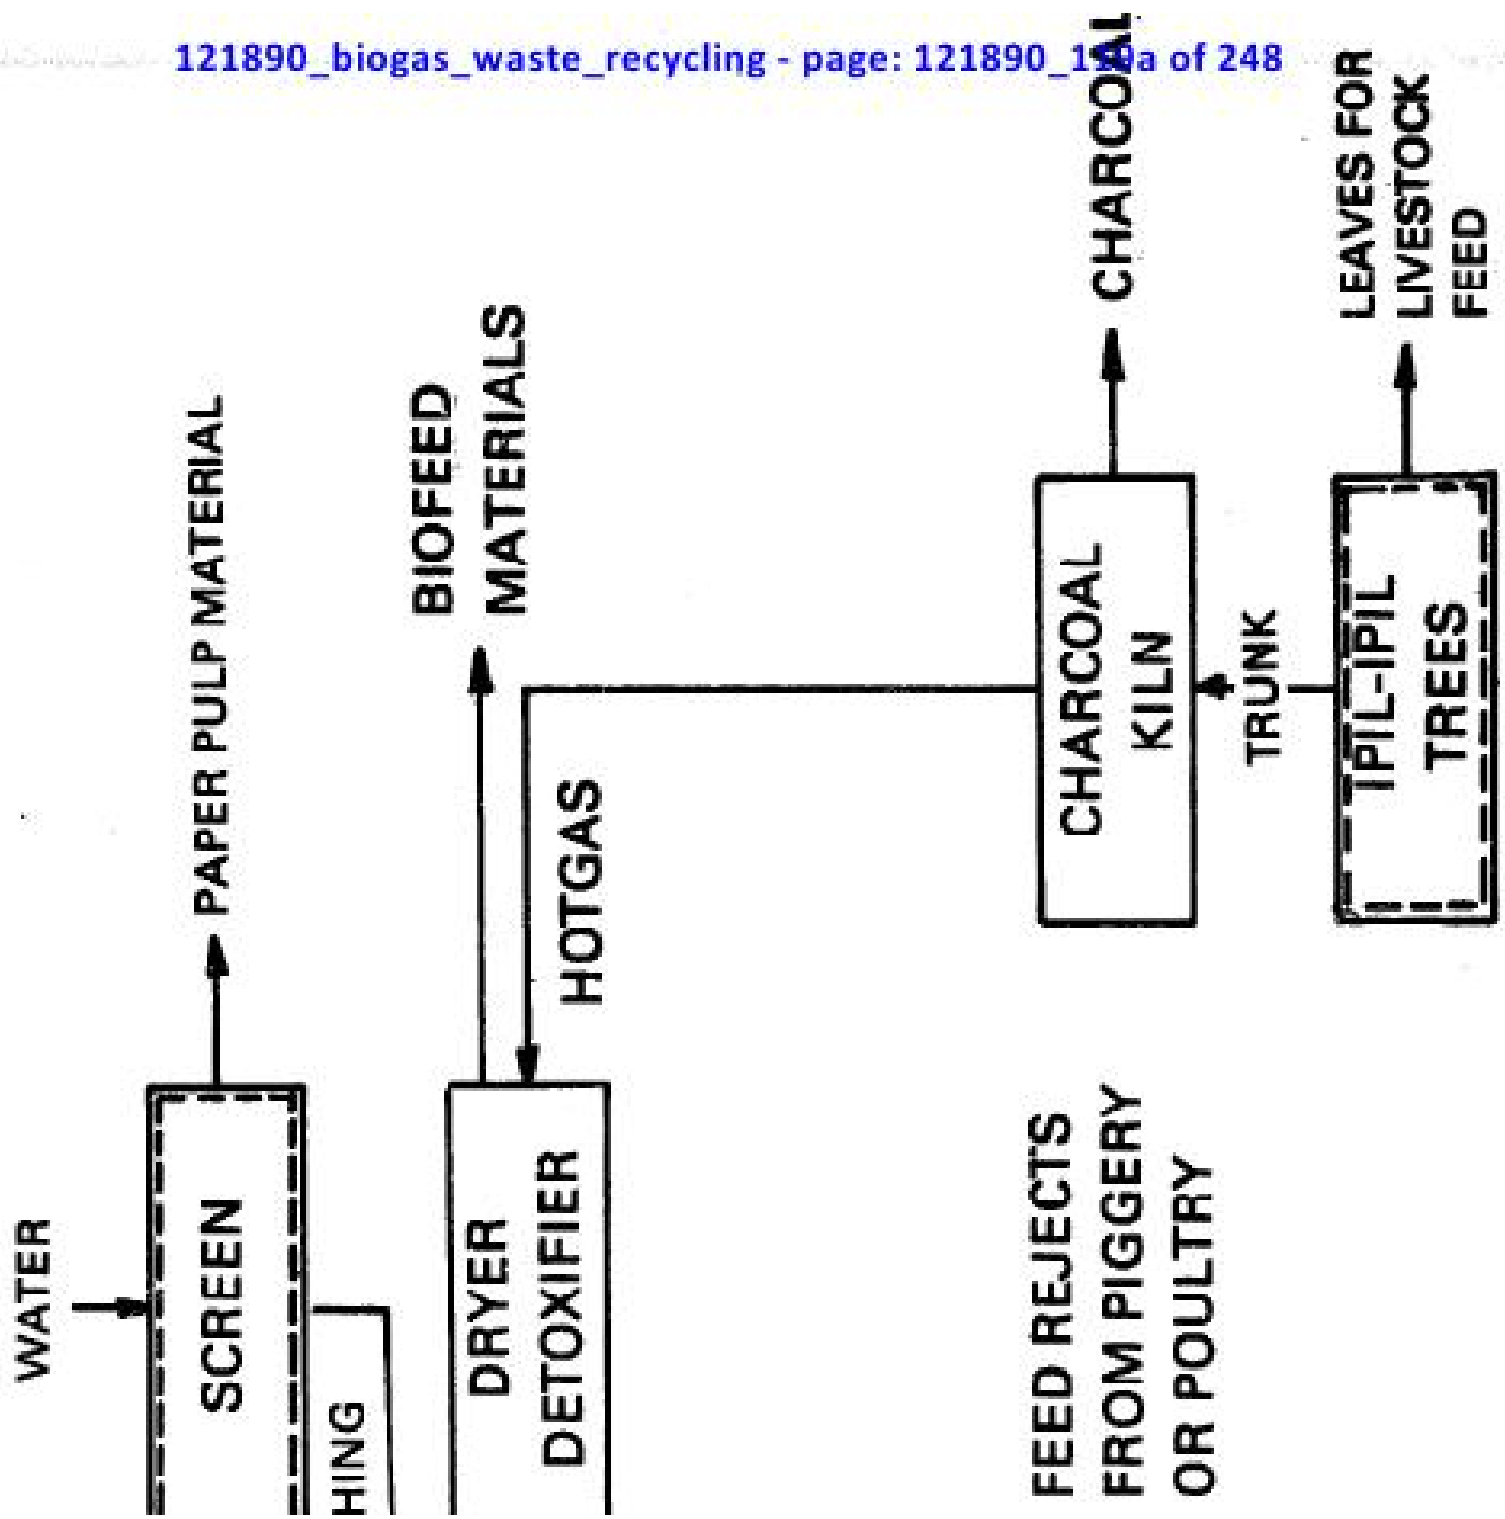 121890_biogas_waste_recycling - page: 121890_1 a of 248
WATER
SCREEN
PAPER PULP MATERIAL
HING
DRYER
DETOXIFIER
BIOFEED
MATERIALS
HOTGAS
FEED REJECTS
FROM PIGGERY
OR POULTRY
CHARCOAL
KILN
CHARCOAL
TRUNK
IPIL-IPIL
TREES
LEAVES FOR
LIVESTOCK
FEED